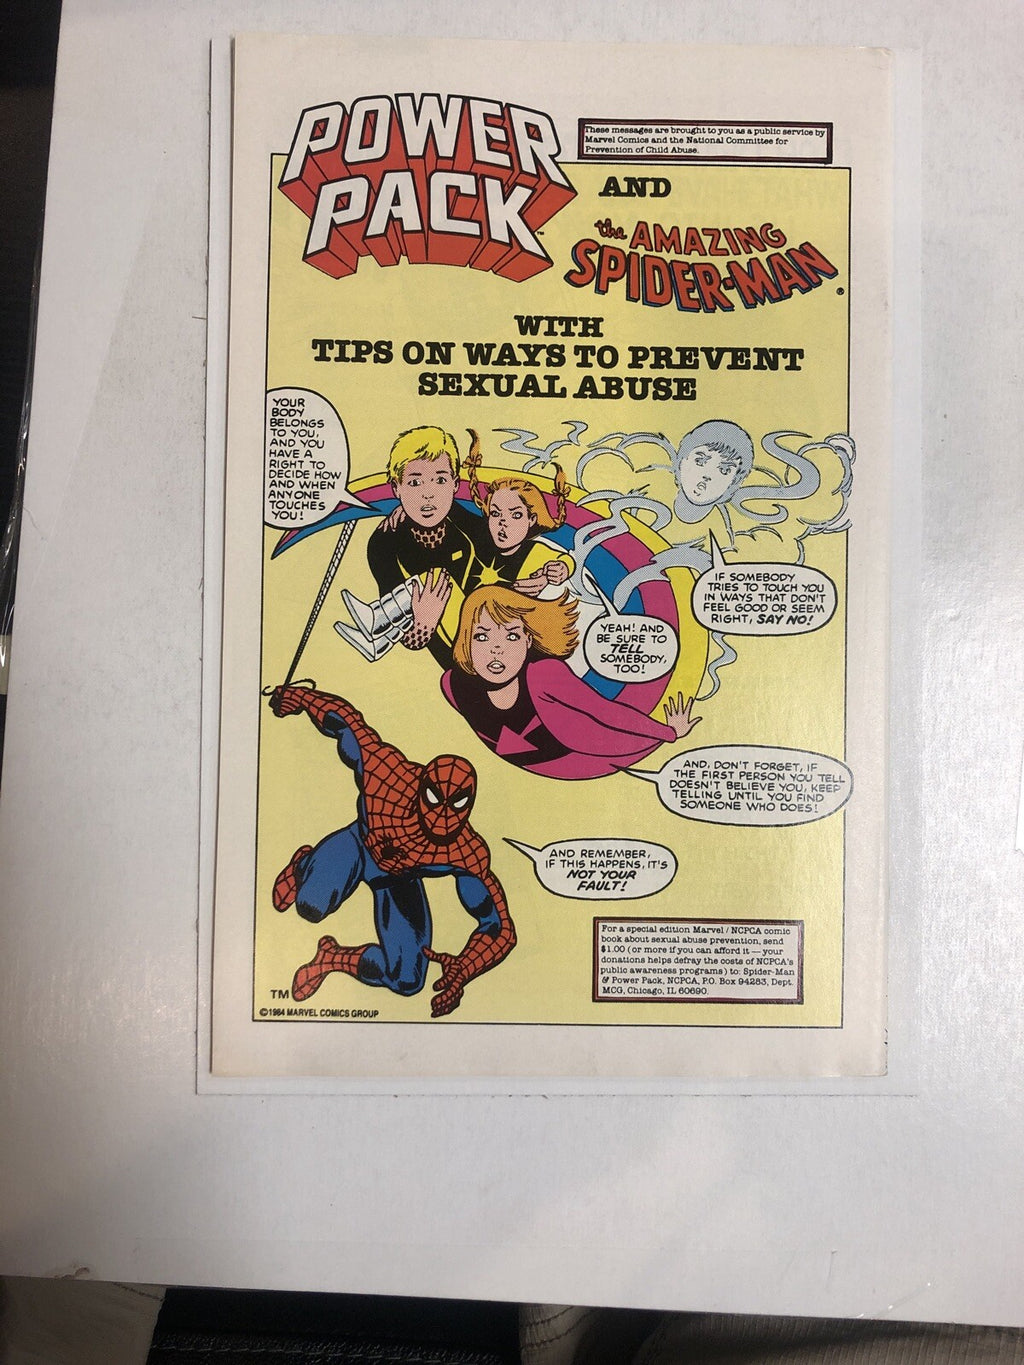 POWER
PACK
TM
These messages are brought to you as a public service by
Marvel Comics and the National Committee for
Prevention of Child Abuse.
AND
the AMAZING
SPIDER-MAN
®
WITH
TIPS ON WAYS TO PREVENT
SEXUAL ABUSE
YOUR
BODY
BELONGS
TO YOU,
AND YOU
HAVE A
RIGHT TO
DECIDE HOW
AND WHEN
ANYONE
TOUCHES
YOU!
IF SOMEBODY
TRIES TO TOUCH YOU
IN WAYS THAT DON'T
FEEL GOOD OR SEEM
RIGHT, SAY NO!
YEAH! AND
BE SURE TO
TELL
SOMEBODY,
TOO!
AND, DON'T FORGET, IF
THE FIRST PERSON YOU TELL
DOESN'T BELIEVE YOU, KEEP
TELLING UNTIL YOU FIND
SOMEONE WHO DOES!
AND REMEMBER,
IF THIS HAPPENS, IT'S
NOT YOUR
FAULT!
For a special edition Marvel / NCPCA comic
book about sexual abuse prevention, send
$1.00 (or more if you can afford it — your
donations helps defray the costs of NCPCA's
public awareness programs) to: Spider-Man
& Power Pack, NCPCA, P.O. Box 94283, Dept.
MCG, Chicago, IL 60690.
TM
©1984 MARVEL COMICS GROUP